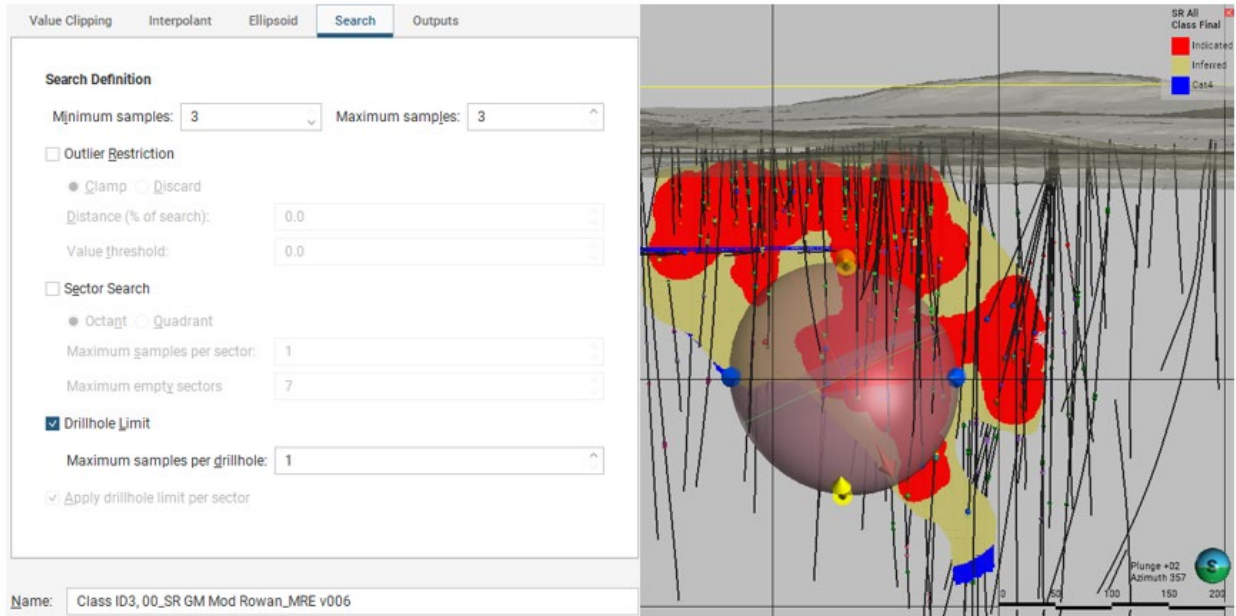 Value Clipping Interpolant Ellipsoid Search Outputs
Search Definition
Minimum samples: 3 Maximum samples: 3
Outlier Restriction
Clamp Discard
Distance (% of search): 0.0
Value threshold: 0.0
Sector Search
Octant Quadrant
Maximum samples per sector: 1
Maximum empty sectors 7
Drillhole Limit
Maximum samples per drillhole: 1
Apply drillhole limit per sector
Name: Class ID3, 00_SR GM Mod Rowan_MRE v006
SR All
Class Final
Indicated
Inferred
Cat4
Plunge +02
Azimuth 357
S
0 50 100 150 200